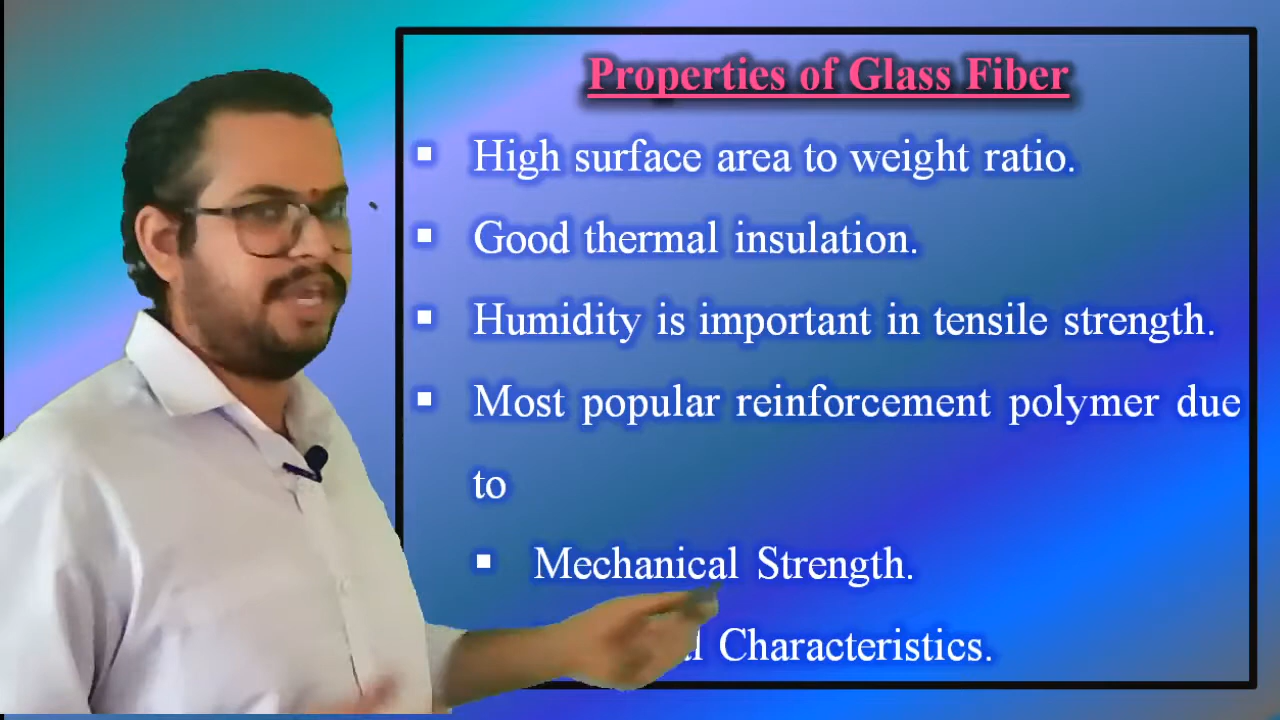 Properties of Glass Fiber
▪ High surface area to weight ratio.
▪ Good thermal insulation.
▪ Humidity is important in tensile strength.
▪ Most popular reinforcement polymer due
to
▪ Mechanical Strength.
Characteristics.